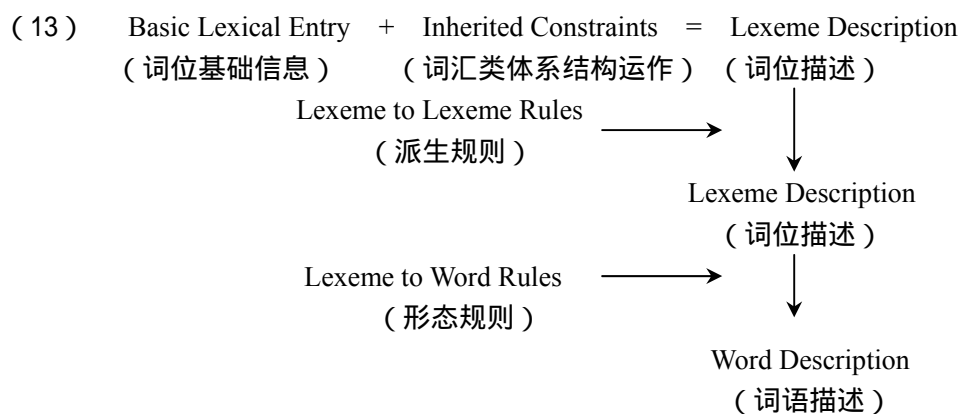 （13） Basic Lexical Entry + Inherited Constraints = Lexeme Description
（词位基础信息） （词汇类体系结构运作） （词位描述）
Lexeme to Lexeme Rules
（派生规则）
Lexeme Description
（词位描述）
Lexeme to Word Rules
（形态规则）
Word Description
（词语描述）